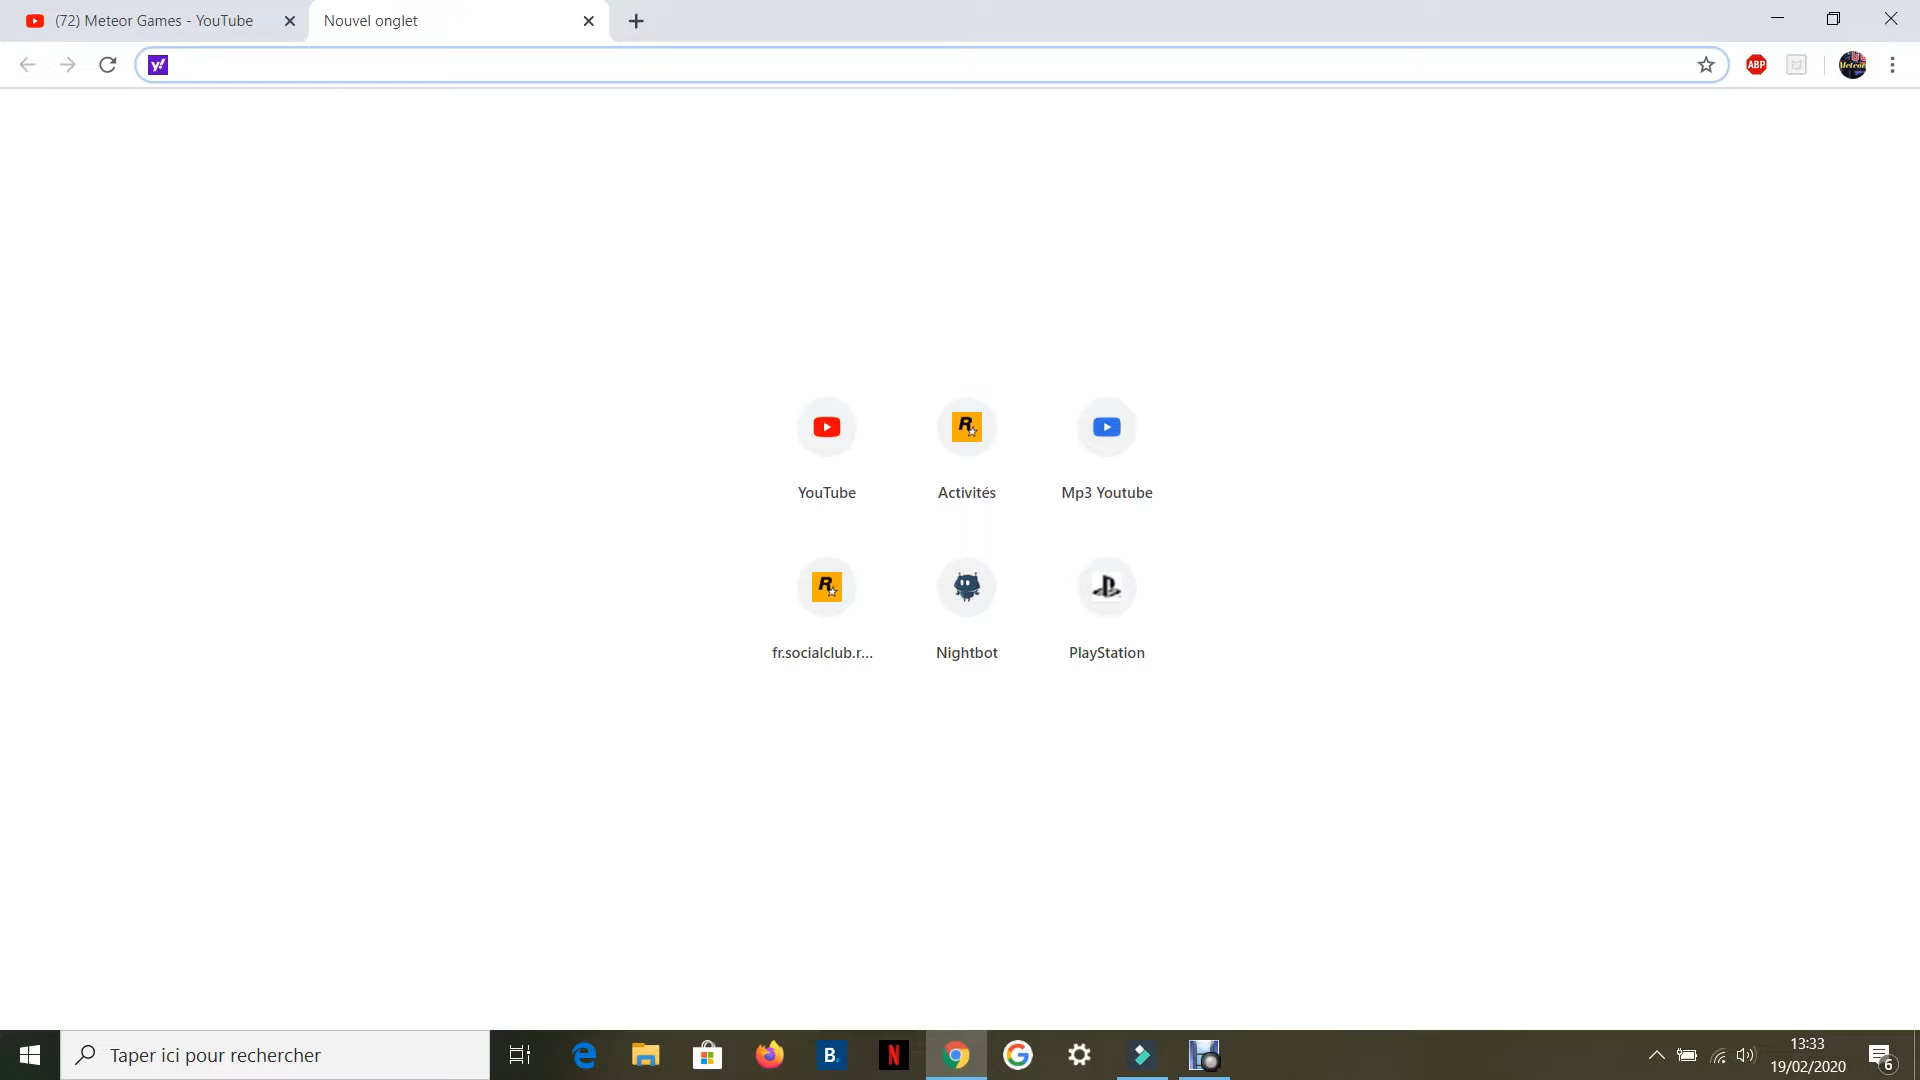 (72) Meteor Games - YouTube
Nouvel onglet
y!
ABP
Meteor
YouTube
Activités
Mp3 Youtube
fr.socialclub.r...
Nightbot
PlayStation
Taper ici pour rechercher
B.
N
13:33
19/02/2020
6